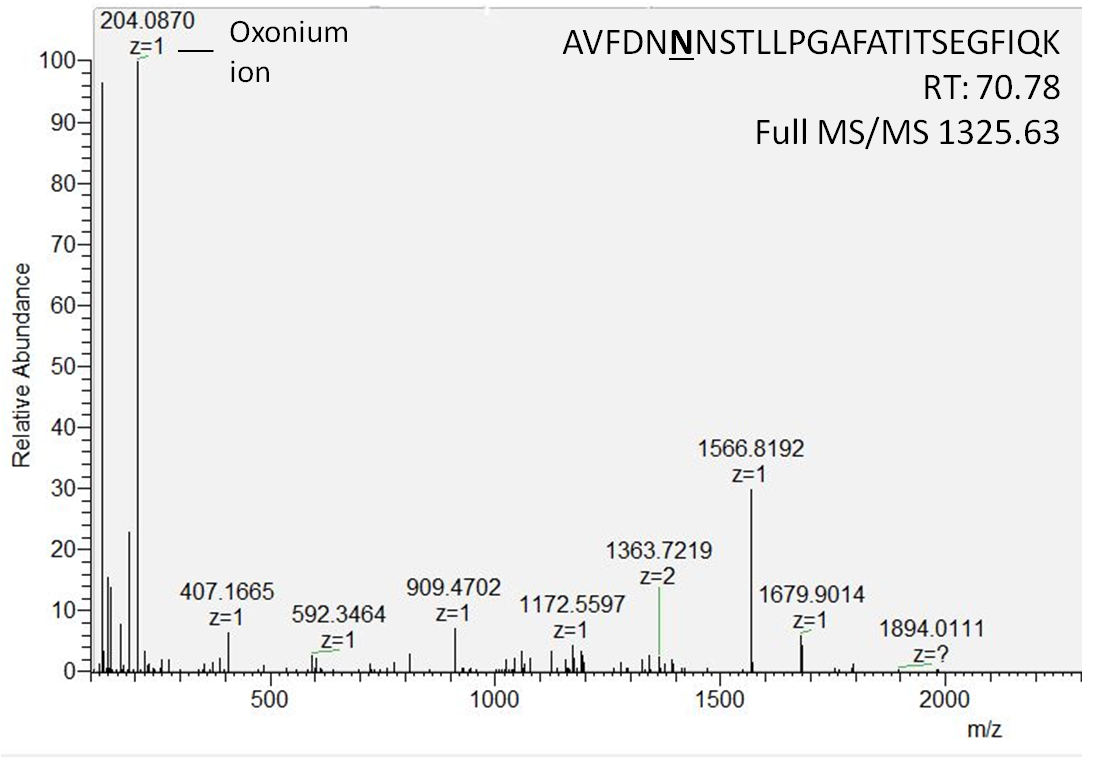 204.0870
z=1
Oxonium
ion
AVFDNNNSTLLPGAFATITSEGFIQK
RT: 70.78
Full MS/MS 1325.63
100
90
80
70
60
50
40
30
20
10
0
Relative Abundance
1566.8192
z=1
1363.7219
z=2
407.1665
z=1
592.3464
z=1
909.4702
z=1
1172.5597
z=1
1679.9014
z=1
1894.0111
z=?
500
1000
1500
2000
m/z